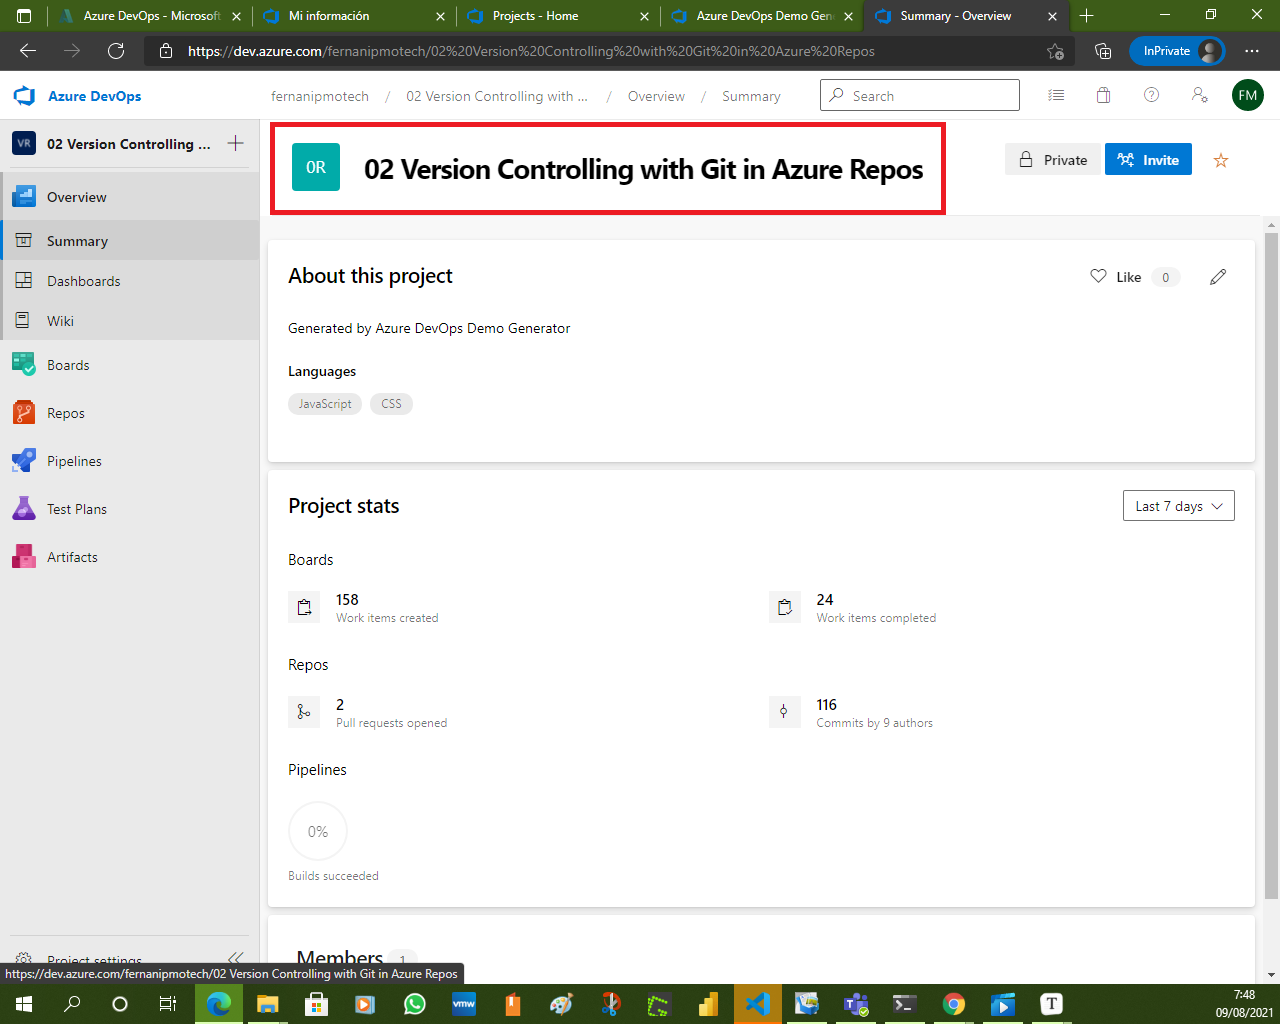 Azure DevOps - Microsoft
Mi información
Projects - Home
Azure DevOps Demo Gen
Summary - Overview
https://dev.azure.com/fernanipmotech/02%20Version%20Controlling%20with%20Git%20in%20Azure%20Repos
InPrivate
Azure DevOps
fernanipmotech / 02 Version Controlling with ... / Overview / Summary
Search
FM
VR 02 Version Controlling ...
Overview
Summary
Dashboards
Wiki
Boards
Repos
Pipelines
Test Plans
Artifacts
Project settings
0R 02 Version Controlling with Git in Azure Repos
Private
Invite
About this project
Like 0
Generated by Azure DevOps Demo Generator
Languages
JavaScript CSS
Project stats
Last 7 days
Boards
158
Work items created
24
Work items completed
Repos
2
Pull requests opened
116
Commits by 9 authors
Pipelines
0%
Builds succeeded
Members 1
https://dev.azure.com/fernanipmotech/02 Version Controlling with Git in Azure Repos
vmw
T
7:48
09/08/2021